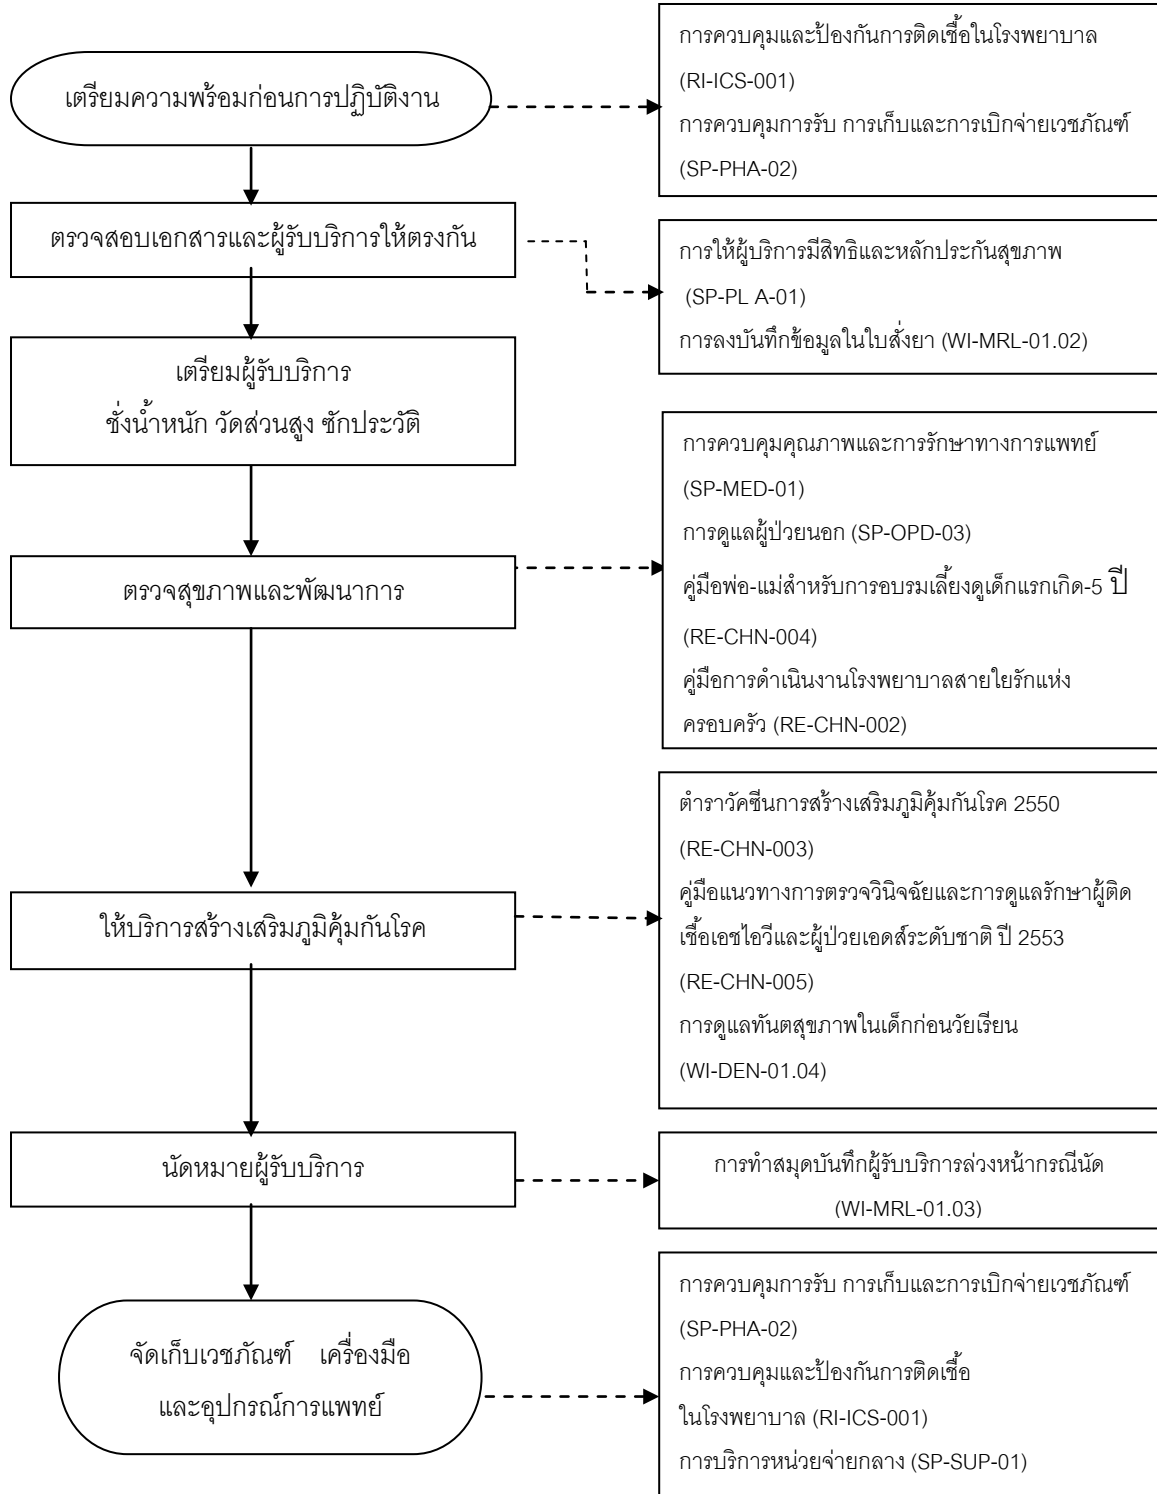 เตรียมความพร้อมก่อนการปฏิบัติงาน
การควบคุมและป้องกันการติดเชื้อในโรงพยาบาล
(RI-ICS-001)
การควบคุมการรับ การเก็บและการเบิกจ่ายเวชภัณฑ์
(SP-PHA-02)
ตรวจสอบเอกสารและผู้รับบริการให้ตรงกัน
การให้ผู้บริการมีสิทธิและหลักประกันสุขภาพ
(SP-PL A-01)
การลงบันทึกข้อมูลในใบสั่งยา (WI-MRL-01.02)
เตรียมผู้รับบริการ
ชั่งน้ำหนัก วัดส่วนสูง ซักประวัติ
ตรวจสุขภาพและพัฒนาการ
การควบคุมคุณภาพและการรักษาทางการแพทย์
(SP-MED-01)
การดูแลผู้ป่วยนอก (SP-OPD-03)
คู่มือพ่อ-แม่สำหรับการอบรมเลี้ยงดูเด็กแรกเกิด-5 ปี
(RE-CHN-004)
คู่มือการดำเนินงานโรงพยาบาลสายใยรักแห่ง
ครอบครัว (RE-CHN-002)
ให้บริการสร้างเสริมภูมิคุ้มกันโรค
ตำราวัคซีนการสร้างเสริมภูมิคุ้มกันโรค 2550
(RE-CHN-003)
คู่มือแนวทางการตรวจวินิจฉัยและการดูแลรักษาผู้ติด
เชื้อเอชไอวีและผู้ป่วยเอดส์ระดับชาติ ปี 2553
(RE-CHN-005)
การดูแลทันตสุขภาพในเด็กก่อนวัยเรียน
(WI-DEN-01.04)
นัดหมายผู้รับบริการ
การทำสมุดบันทึกผู้รับบริการล่วงหน้ากรณีนัด
(WI-MRL-01.03)
จัดเก็บเวชภัณฑ์ เครื่องมือ
และอุปกรณ์การแพทย์
การควบคุมการรับ การเก็บและการเบิกจ่ายเวชภัณฑ์
(SP-PHA-02)
การควบคุมและป้องกันการติดเชื้อ
ในโรงพยาบาล (RI-ICS-001)
การบริการหน่วยจ่ายกลาง (SP-SUP-01)